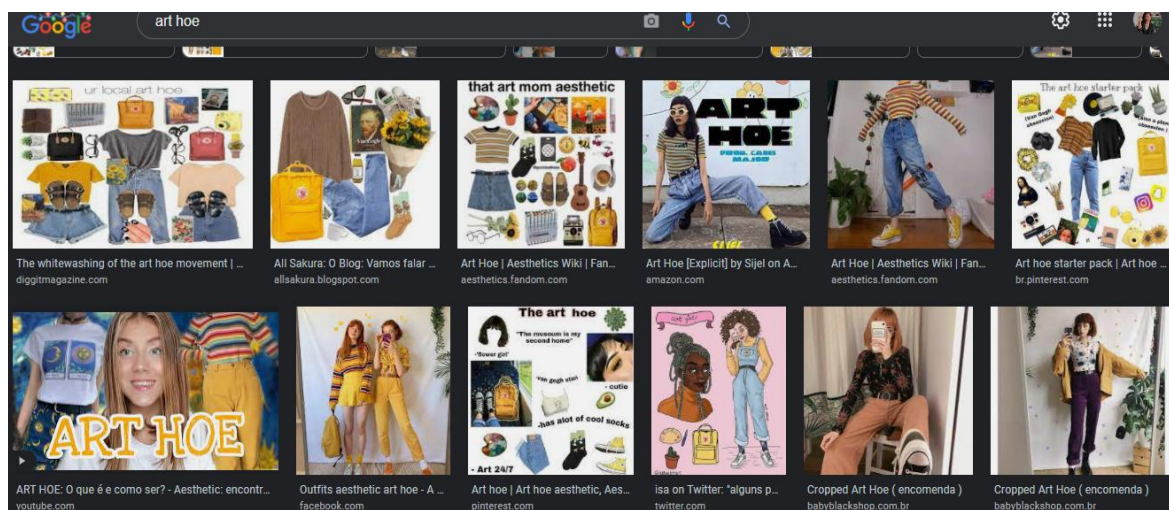 Google
art hoe
ur local art hoe
that art mom aesthetic
ART
HOE
PROD. CARDS
MAJOR
SIJEL
The art hoe starter pack
(Van Gogh
obsession)
The whitewashing of the art hoe movement | ...
diggitmagazine.com
All Sakura: O Blog: Vamos falar ...
allsakura.blogspot.com
Art Hoe | Aesthetics Wiki | Fan...
aesthetics.fandom.com
Art Hoe [Explicit] by Sijel on A...
amazon.com
Art Hoe | Aesthetics Wiki | Fan...
aesthetics.fandom.com
Art hoe starter pack | Art hoe ...
br.pinterest.com
ART HOE
The art hoe
"The museum is my
second home"
-'flower girl'
-van gogh stan
- cutie
-has alot of cool socks
- Art 24/7
ART HOE: O que é e como ser? - Aesthetic: encontr...
youtube.com
Outfits aesthetic art hoe - A ...
facebook.com
Art hoe | Art hoe aesthetic, Aes...
pinterest.com
isa on Twitter: "alguns p...
twitter.com
Cropped Art Hoe ( encomenda )
babyblackshop.com.br
Cropped Art Hoe ( encomenda )
babyblackshop.com.br